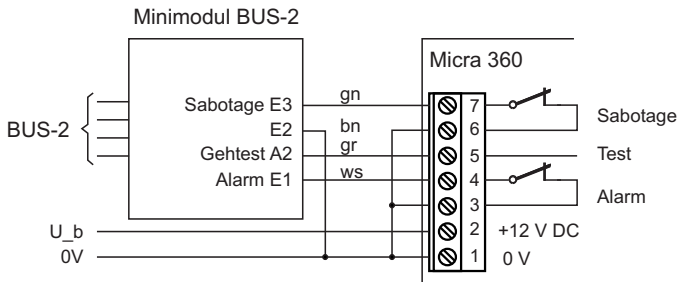 Minimodul BUS-2
Micra 360
BUS-2
Sabotage E3
E2
Gehtest A2
Alarm E1
gn
bn
gr
ws
7
6
5
4
3
2
1
Sabotage
Test
Alarm
+12 V DC
0 V
U_b
0V